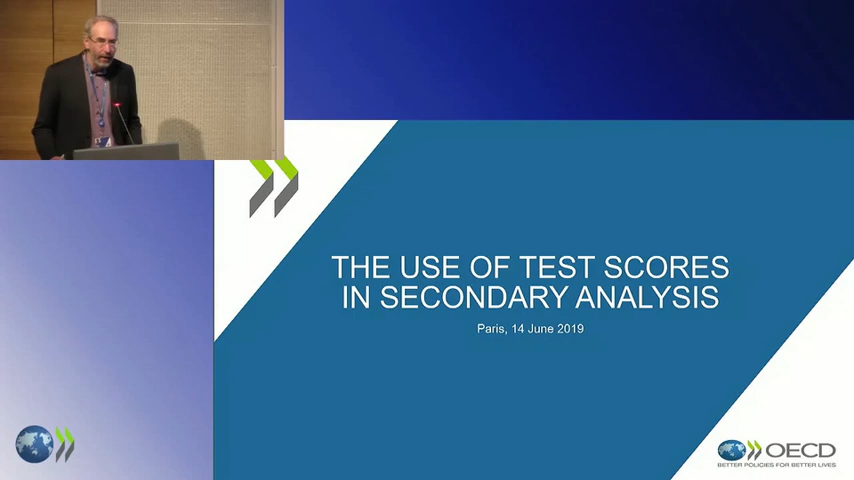 THE USE OF TEST SCORES
IN SECONDARY ANALYSIS
Paris, 14 June 2019
OECD
BETTER POLICIES FOR BETTER LIVES